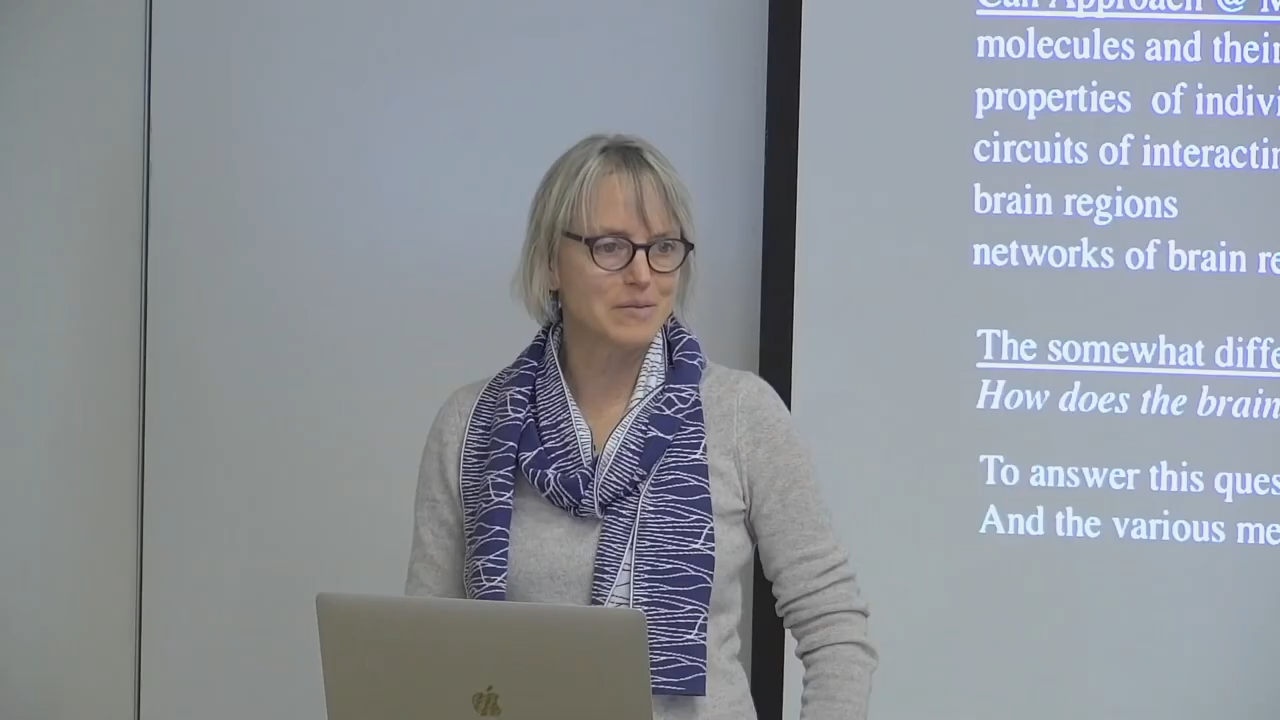 molecules and their
properties of indivi
circuits of interactin
brain regions
networks of brain re
The somewhat diffe
How does the brain
To answer this ques
And the various me